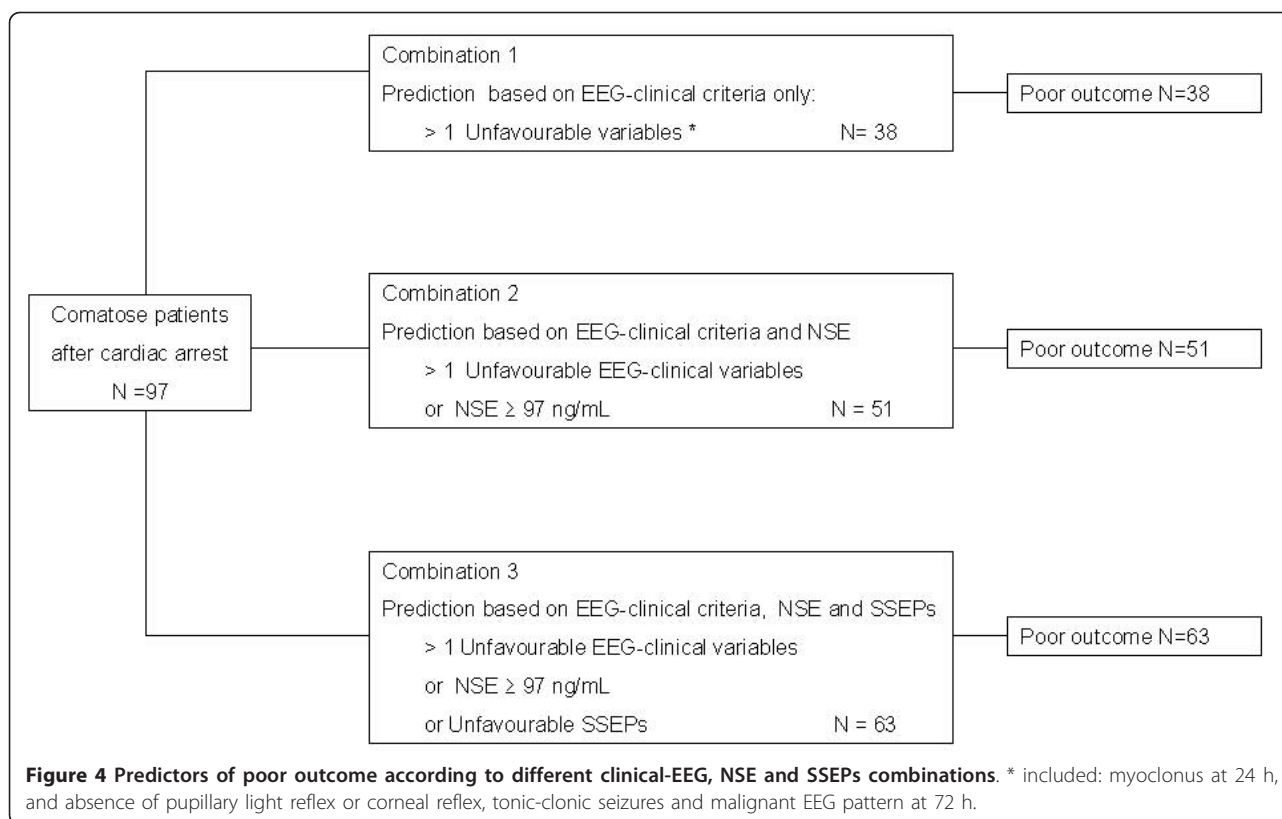 Combination 1
Prediction based on EEG-clinical criteria only:
> 1 Unfavourable variables * N= 38
Poor outcome N=38
Comatose patients
after cardiac arrest
N =97
Combination 2
Prediction based on EEG-clinical criteria and NSE
> 1 Unfavourable EEG-clinical variables
or NSE ≥ 97 ng/mL N = 51
Poor outcome N=51
Combination 3
Prediction based on EEG-clinical criteria, NSE and SSEPs
> 1 Unfavourable EEG-clinical variables
or NSE ≥ 97 ng/mL
or Unfavourable SSEPs N = 63
Poor outcome N=63
Figure 4 Predictors of poor outcome according to different clinical-EEG, NSE and SSEPs combinations. * included: myoclonus at 24 h,
and absence of pupillary light reflex or corneal reflex, tonic-clonic seizures and malignant EEG pattern at 72 h.